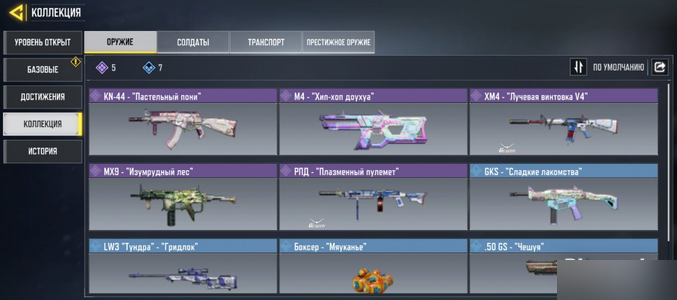 КОЛЛЕКЦИЯ
УРОВЕНЬ ОТКРЫТ
БАЗОВЫЕ
ДОСТИЖЕНИЯ
КОЛЛЕКЦИЯ
ИСТОРИЯ
ОРУЖИЕ СОЛДАТЫ ТРАНСПОРТ ПРЕСТИЖНОЕ ОРУЖИЕ
5 7 ПО УМОЛЧАНИЮ
KN-44 - "Пастельный пони" M4 - "Хип-хоп доухуа" XM4 - "Лучевая винтовка V4"
MX9 - "Изумрудный лес" РПД - "Плазменный пулемет" GKS - "Сладкие лакомства"
LW3 "Тундра" - "Гридлок" Боксер - "Мяуканье" .50 GS - "Чешуя"